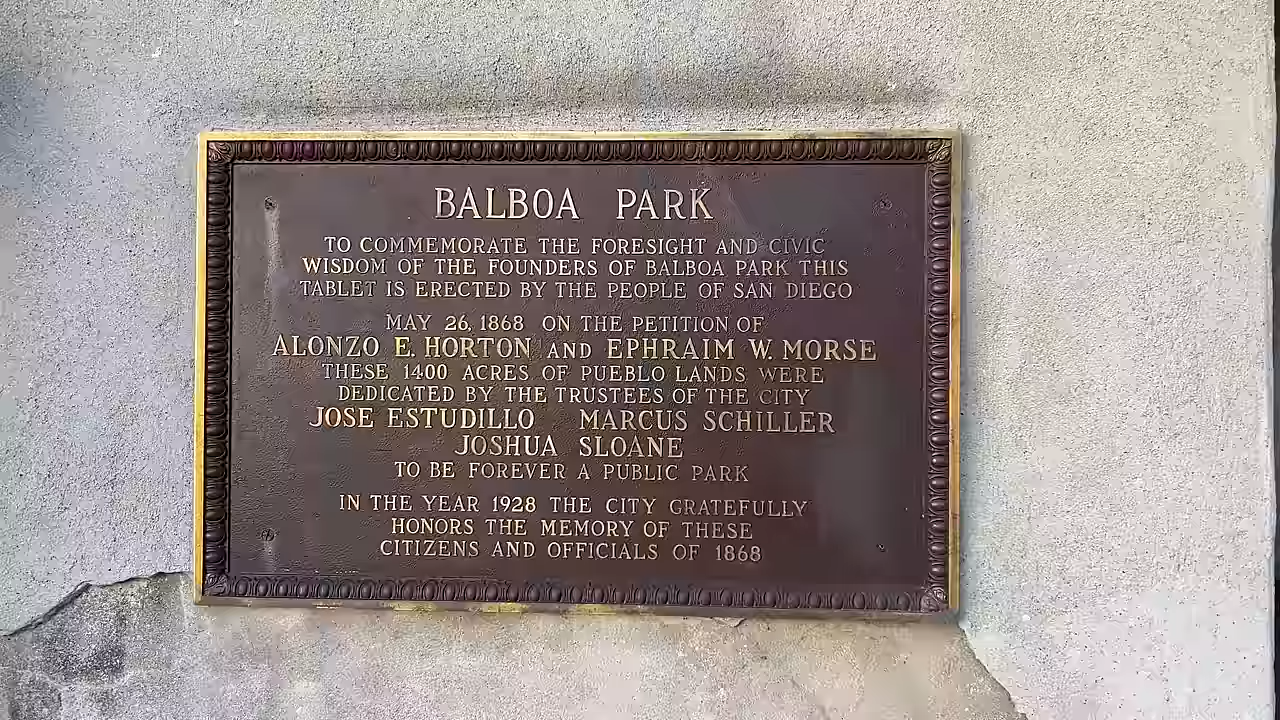 BALBOA PARK
TO COMMEMORATE THE FORESIGHT AND CIVIC
WISDOM OF THE FOUNDERS OF BALBOA PARK THIS
TABLET IS ERECTED BY THE PEOPLE OF SAN DIEGO
MAY 26, 1868 ON THE PETITION OF
ALONZO E. HORTON AND EPHRAIM W. MORSE
THESE 1400 ACRES OF PUEBLO LANDS WERE
DEDICATED BY THE TRUSTEES OF THE CITY
JOSE ESTUDILLO MARCUS SCHILLER
JOSHUA SLOANE
TO BE FOREVER A PUBLIC PARK
IN THE YEAR 1928 THE CITY GRATEFULLY
HONORS THE MEMORY OF THESE
CITIZENS AND OFFICIALS OF 1868